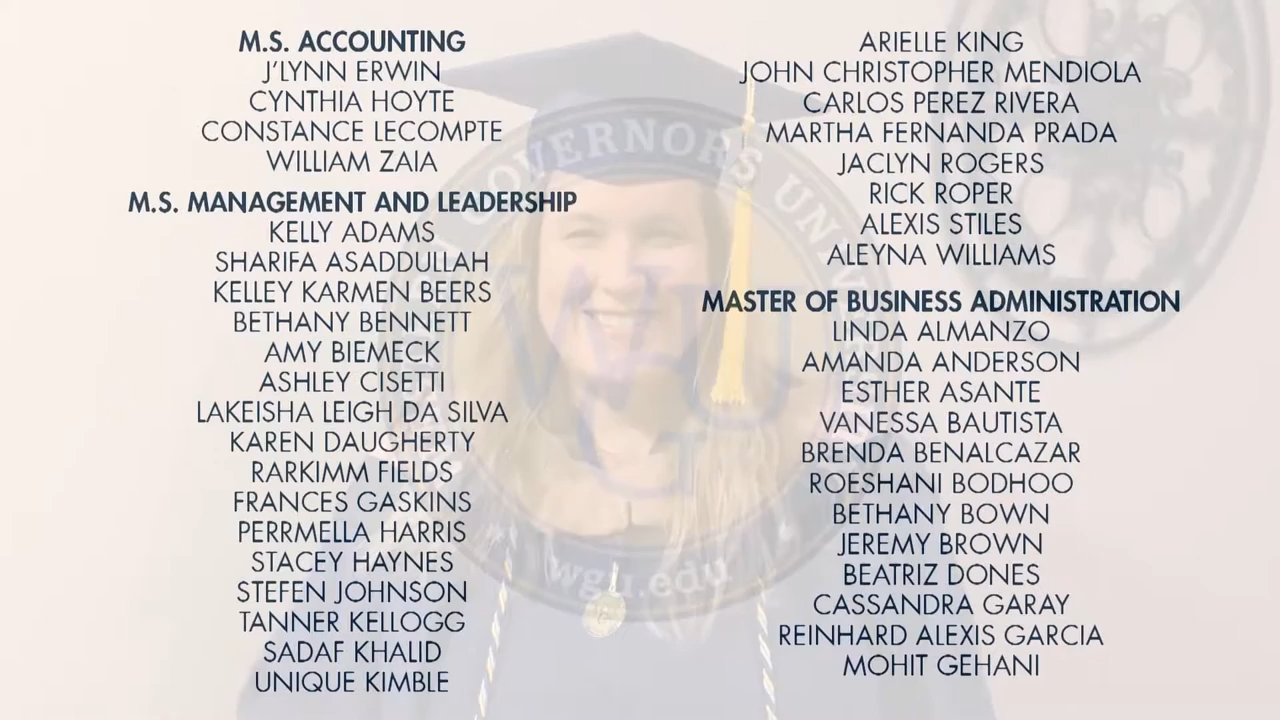 M.S. ACCOUNTING
J'LYNN ERWIN
CYNTHIA HOYTE
CONSTANCE LECOMPTE
WILLIAM ZAIA
M.S. MANAGEMENT AND LEADERSHIP
KELLY ADAMS
SHARIFA ASADDULLAH
KELLEY KARMEN BEERS
BETHANY BENNETT
AMY BIEMECK
ASHLEY CISETTI
LAKEISHA LEIGH DA SILVA
KAREN DAUGHERTY
RARKIMM FIELDS
FRANCES GASKINS
PERRMELLA HARRIS
STACEY HAYNES
STEFEN JOHNSON
TANNER KELLOGG
SADAF KHALID
UNIQUE KIMBLE
ARIELLE KING
JOHN CHRISTOPHER MENDIOLA
CARLOS PEREZ RIVERA
MARTHA FERNANDA PRADA
JACLYN ROGERS
RICK ROPER
ALEXIS STILES
ALEYNA WILLIAMS
MASTER OF BUSINESS ADMINISTRATION
LINDA ALMANZO
AMANDA ANDERSON
ESTHER ASANTE
VANESSA BAUTISTA
BRENDA BENALCAZAR
ROESHANI BODHOO
BETHANY BOWN
JEREMY BROWN
BEATRIZ DONES
CASSANDRA GARAY
REINHARD ALEXIS GARCIA
MOHIT GEHANI
GOVERNORS UNIVERSITY
WGU
wgu.edu